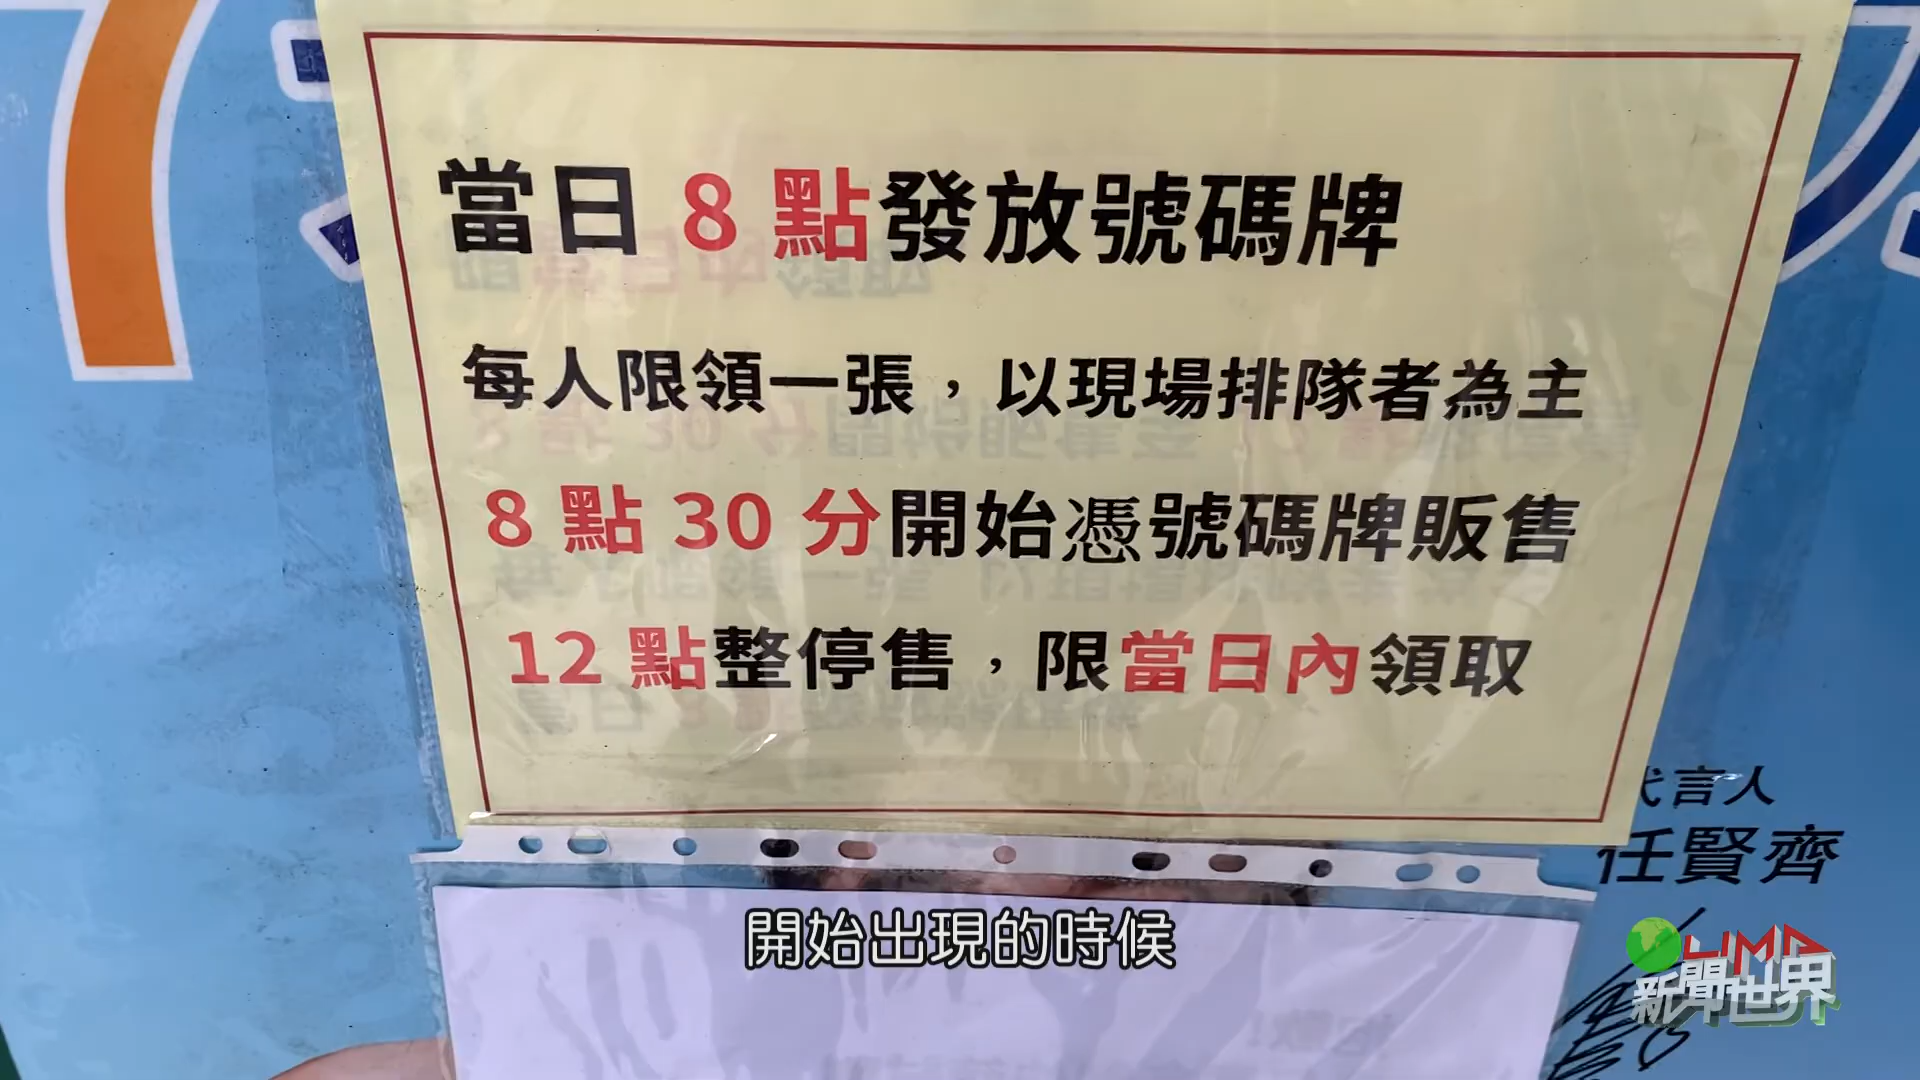 當日 8 點發放號碼牌
每人限領一張，以現場排隊者為主
8 點 30 分開始憑號碼牌販售
12 點整停售，限當日內領取
代言人
任賢齊
開始出現的時候
LIMA
新聞世界